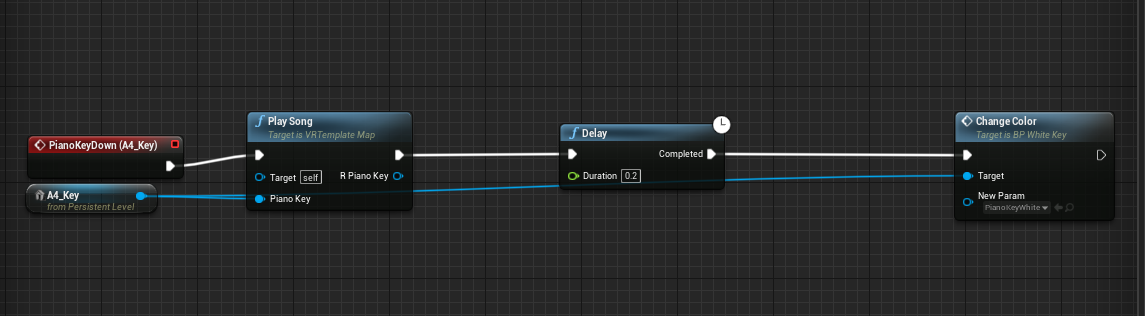 PianoKeyDown (A4_Key)
A4_Key
from Persistent Level
f Play Song
Target is VRTemplate Map
Target self
R Piano Key
Piano Key
f Delay
Completed
Duration 0.2
Change Color
Target is BP White Key
Target
New Param
PianoKeyWhite